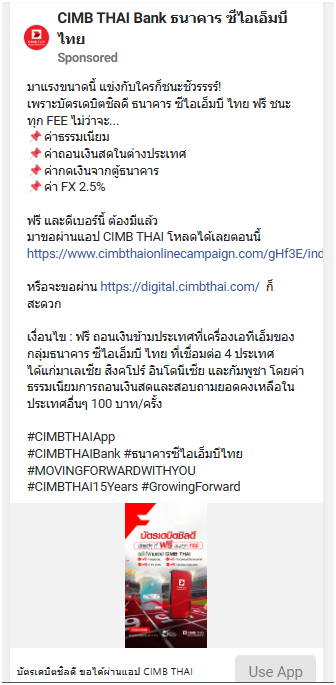 CIMB THAI Bank ธนาคาร ซีไอเอ็มบี
ไทย
Sponsored
มาแรงขนาดนี้ แข่งกับใครก็ชนะชัวรรรร์!
เพราะบัตรเดบิตชิลดี ธนาคาร ซีไอเอ็มบี ไทย ฟรี ชนะ
ทุก FEE ไม่ว่าจะ...
📌ค่าธรรมเนียม
📌ค่าถอนเงินสดในต่างประเทศ
📌ค่ากดเงินจากตู้ธนาคาร
📌ค่า FX 2.5%
ฟรี และดีเบอร์นี้ ต้องมีแล้ว
มาขอผ่านแอป CIMB THAI โหลดได้เลยตอนนี้
https://www.cimbthaionlinecampaign.com/gHf3E/ind
หรือจะขอผ่าน https://digital.cimbthai.com/ ก็
สะดวก
เงื่อนไข : ฟรี ถอนเงินข้ามประเทศที่เครื่องเอทีเอ็มของ
กลุ่มธนาคาร ซีไอเอ็มบี ไทย ที่เชื่อมต่อ 4 ประเทศ
ได้แก่มาเลเซีย สิงคโปร์ อินโดนีเซีย และกัมพูชา โดยค่า
ธรรมเนียมการถอนเงินสดและสอบถามยอดคงเหลือใน
ประเทศอื่นๆ 100 บาท/ครั้ง
#CIMBTHAIApp
#CIMBTHAIBank #ธนาคารซีไอเอ็มบีไทย
#MOVINGFORWARDWITHYOU
#CIMBTHAI15Years #GrowingForward
บัตรเดบิตชิลดี
ฟรี FEE
CIMB THAI
บัตรเดบิตชิลดี ขอได้ผ่านแอป CIMB THAI
Use App